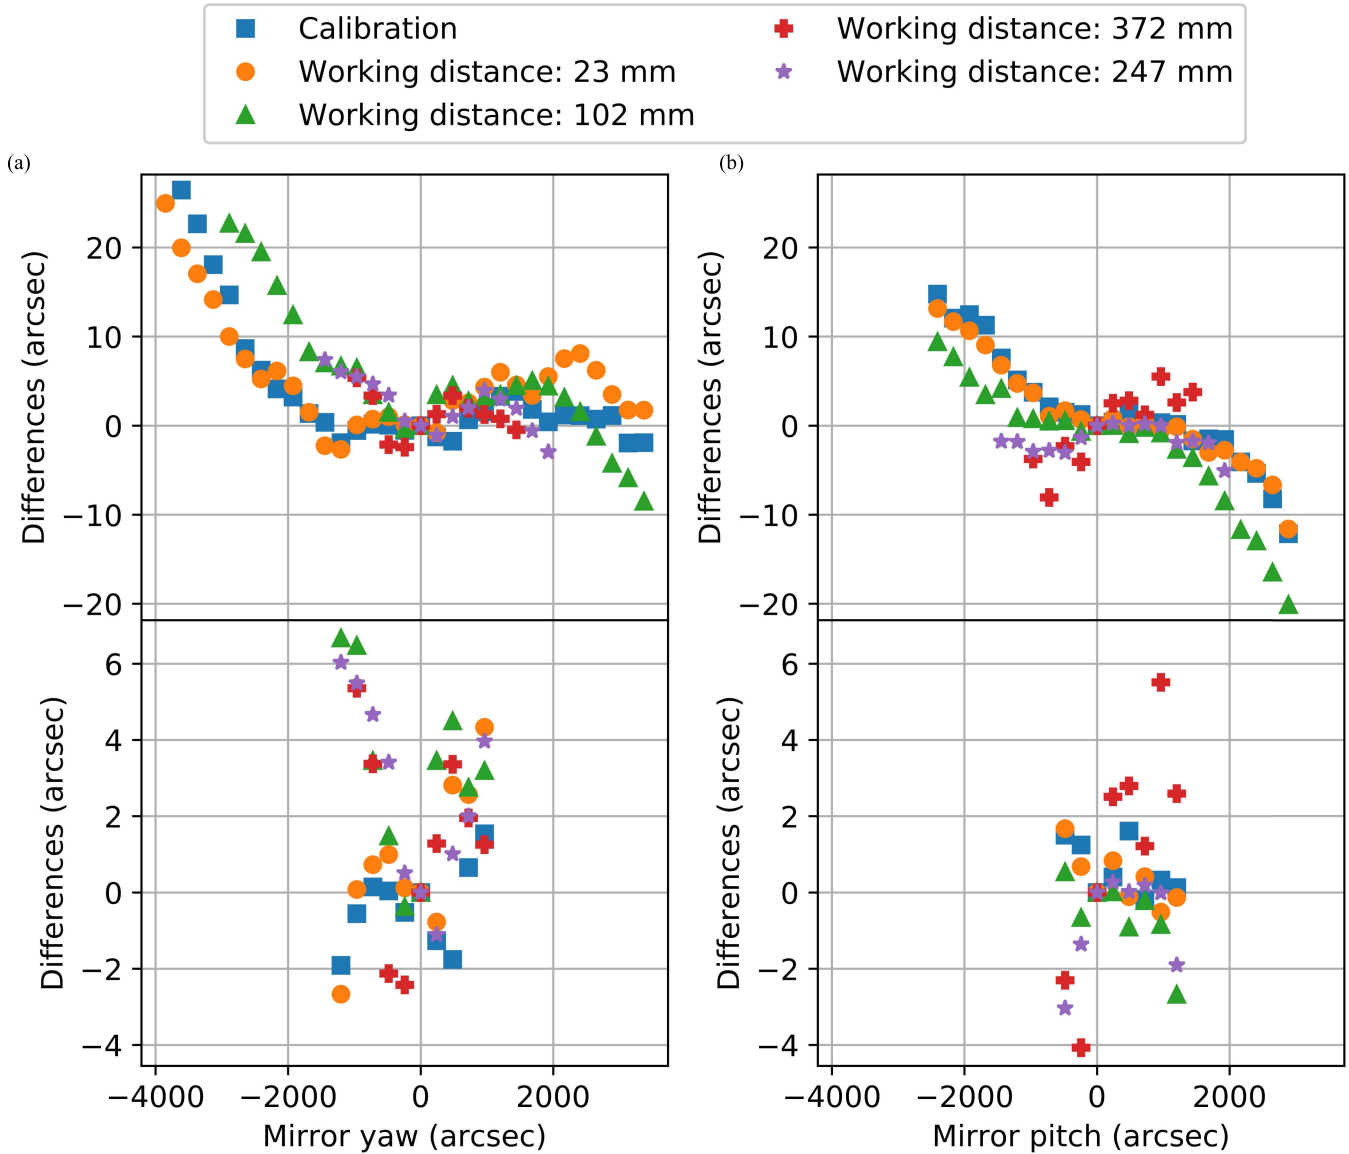 Calibration
Working distance: 23 mm
Working distance: 102 mm
Working distance: 372 mm
Working distance: 247 mm
(a)
20
10
0
−10
−20
Differences (arcsec)
6
4
2
0
−2
−4
Differences (arcsec)
−4000 −2000 0 2000
Mirror yaw (arcsec)
(b)
20
10
0
−10
−20
Differences (arcsec)
6
4
2
0
−2
−4
Differences (arcsec)
−4000 −2000 0 2000
Mirror pitch (arcsec)